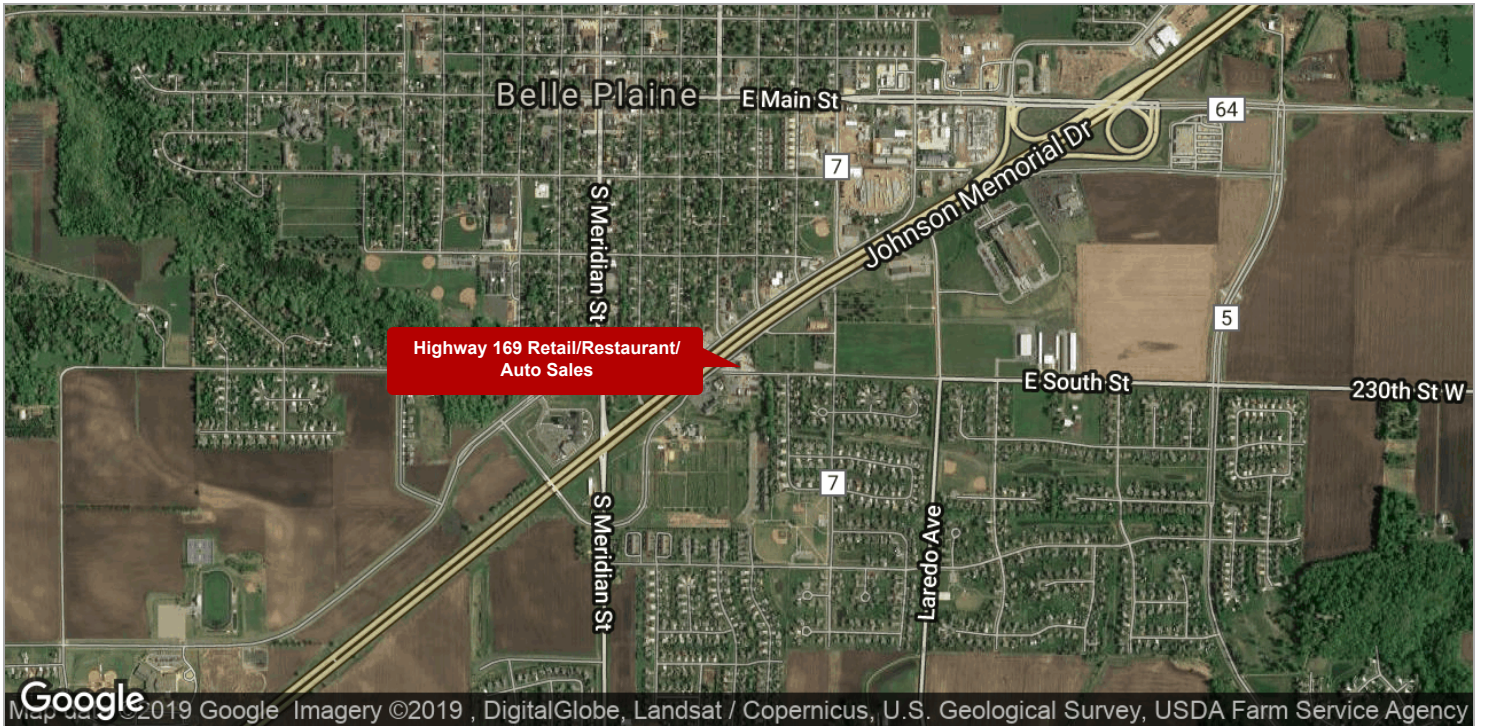 Belle Plaine
E Main St
64
7
Johnson Memorial Dr
S Meridian St
5
Highway 169 Retail/Restaurant/
Auto Sales
E South St
230th St W
7
S Meridian St
Laredo Ave
Google
Map data ©2019 Google Imagery ©2019 , DigitalGlobe, Landsat / Copernicus, U.S. Geological Survey, USDA Farm Service Agency